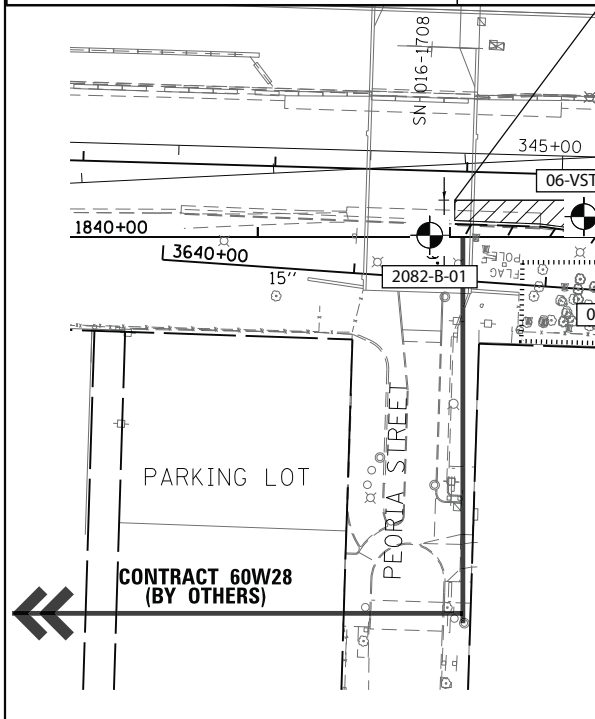 SN 016-1708
345+00
06-VST
1840+00
3640+00
FLAG
POLE
15''
2082-B-01
0
PEORIA STREET
PARKING LOT
CONTRACT 60W28
(BY OTHERS)